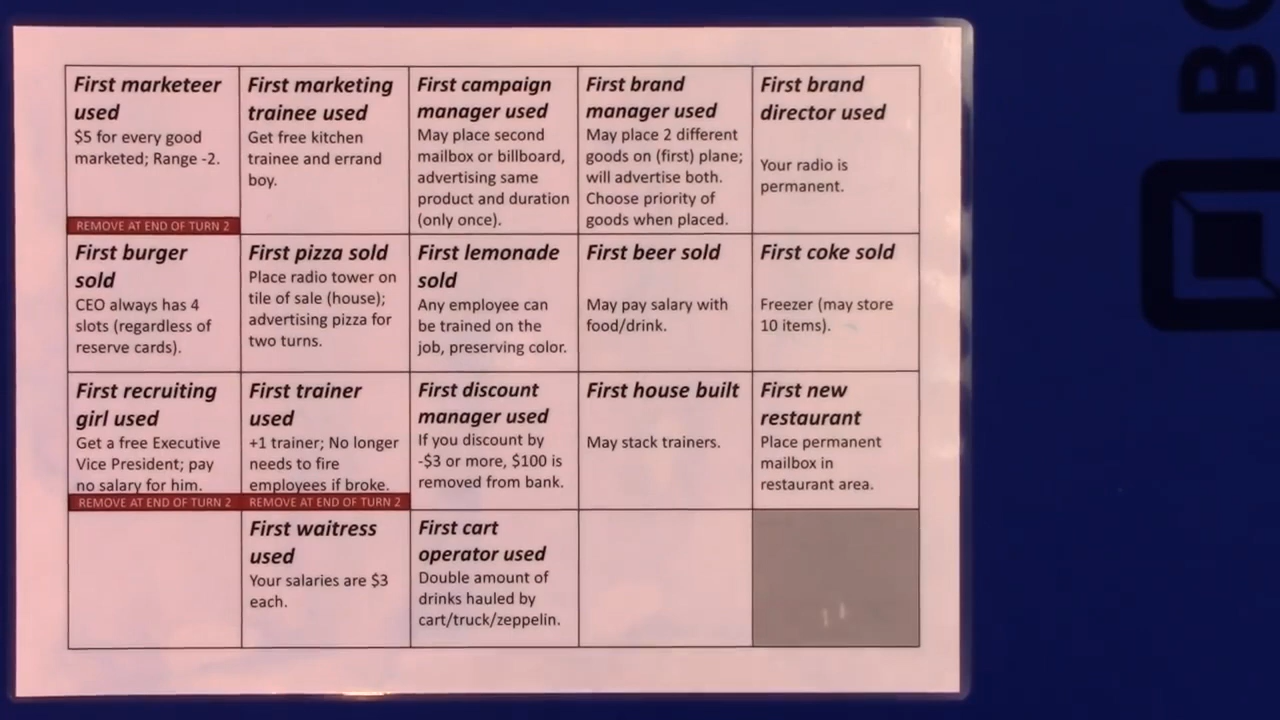 First marketeer
used
$5 for every good
marketed; Range -2.
REMOVE AT END OF TURN 2
First marketing
trainee used
Get free kitchen
trainee and errand
boy.
First campaign
manager used
May place second
mailbox or billboard,
advertising same
product and duration
(only once).
First brand
manager used
May place 2 different
goods on (first) plane;
will advertise both.
Choose priority of
goods when placed.
First brand
director used
Your radio is
permanent.
First burger
sold
CEO always has 4
slots (regardless of
reserve cards).
First pizza sold
Place radio tower on
tile of sale (house);
advertising pizza for
two turns.
First lemonade
sold
Any employee can
be trained on the
job, preserving color.
First beer sold
May pay salary with
food/drink.
First coke sold
Freezer (may store
10 items).
First recruiting
girl used
Get a free Executive
Vice President; pay
no salary for him.
REMOVE AT END OF TURN 2
First trainer
used
+1 trainer; No longer
needs to fire
employees if broke.
REMOVE AT END OF TURN 2
First discount
manager used
If you discount by
-$3 or more, $100 is
removed from bank.
First house built
May stack trainers.
First new
restaurant
Place permanent
mailbox in
restaurant area.
First waitress
used
Your salaries are $3
each.
First cart
operator used
Double amount of
drinks hauled by
cart/truck/zeppelin.